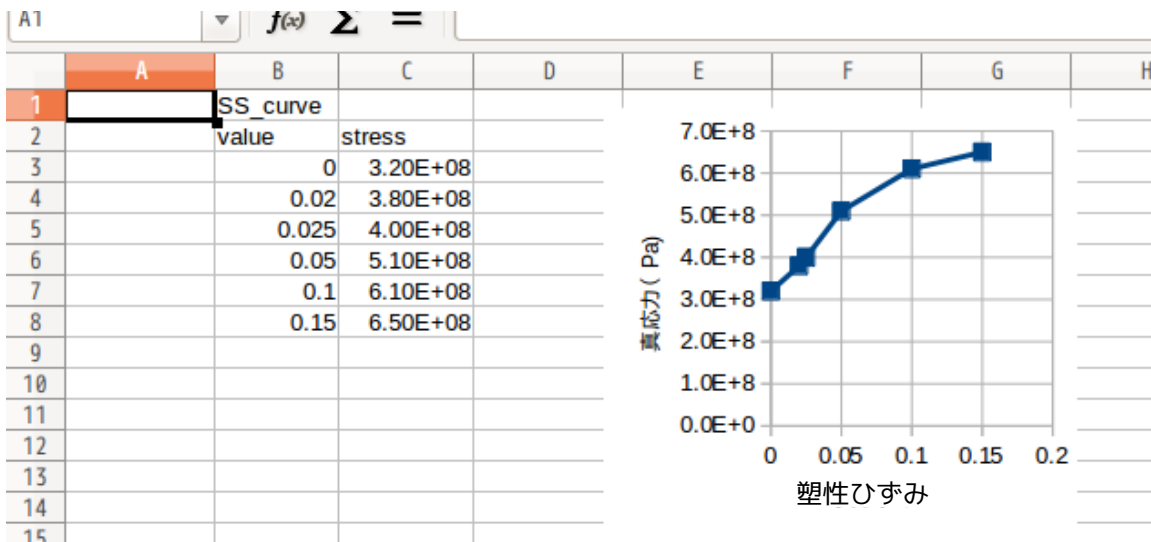 A1 f(x) Σ =
A B C D E F G H
1 SS_curve
2 value stress
3 0 3.20E+08
4 0.02 3.80E+08
5 0.025 4.00E+08
6 0.05 5.10E+08
7 0.1 6.10E+08
8 0.15 6.50E+08
9
10
11
12
13
14
15
7.0E+8
6.0E+8
5.0E+8
4.0E+8
3.0E+8
2.0E+8
1.0E+8
0.0E+0
真応力( Pa)
0 0.05 0.1 0.15 0.2
塑性ひずみ